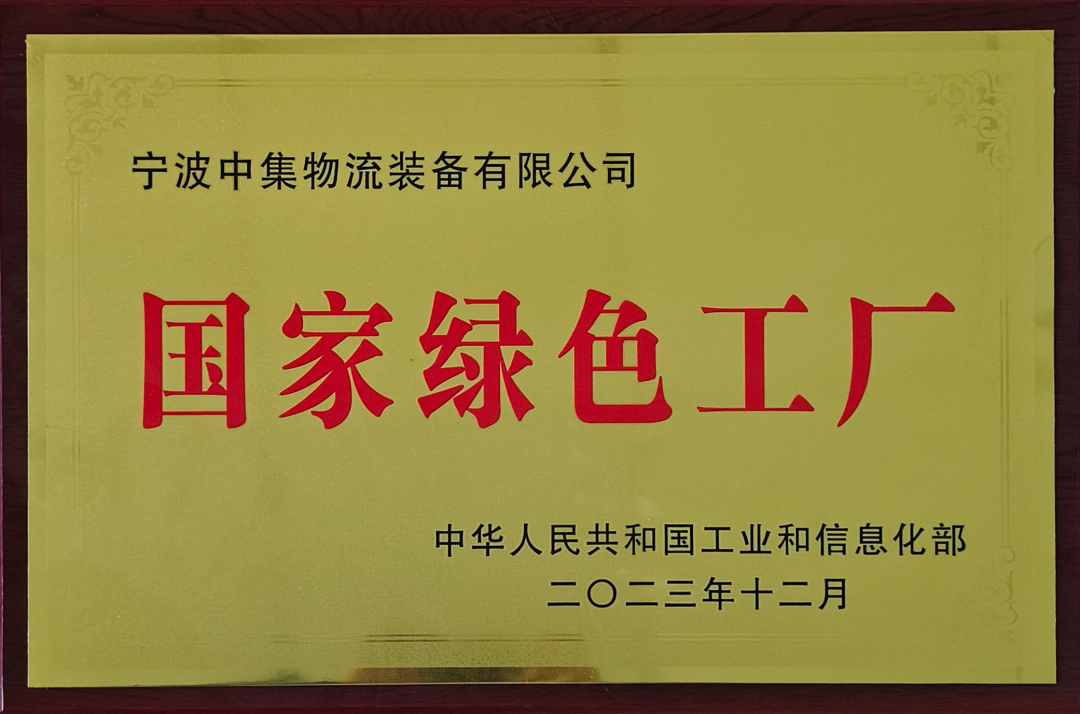 宁波中集物流装备有限公司
国家绿色工厂
中华人民共和国工业和信息化部
二〇二三年十二月